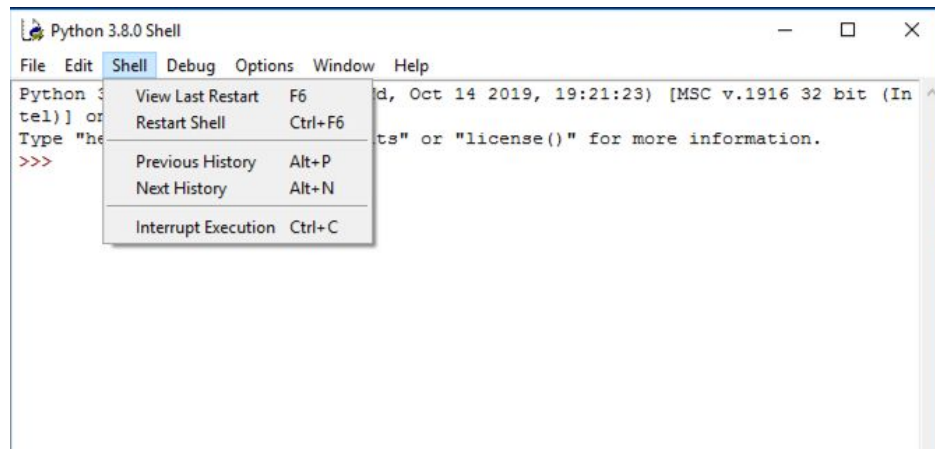 Python 3.8.0 Shell
File Edit Shell Debug Options Window Help
Python 3 d, Oct 14 2019, 19:21:23) [MSC v.1916 32 bit (In
tel)] or
Type "he ts" or "license()" for more information.
>>>
View Last Restart F6
Restart Shell Ctrl+F6
Previous History Alt+P
Next History Alt+N
Interrupt Execution Ctrl+C